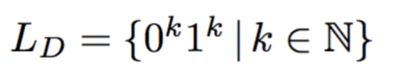 L_D = {0^k1^k | k ∈ ℕ}